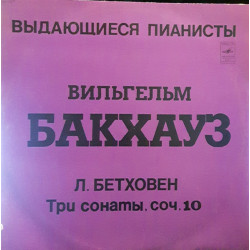 ВЫДАЮЩИЕСЯ ПИАНИСТЫ
ВИЛЬГЕЛЬМ
БАКХАУЗ
Л. БЕТХОВЕН
Три сонаты. соч. 10